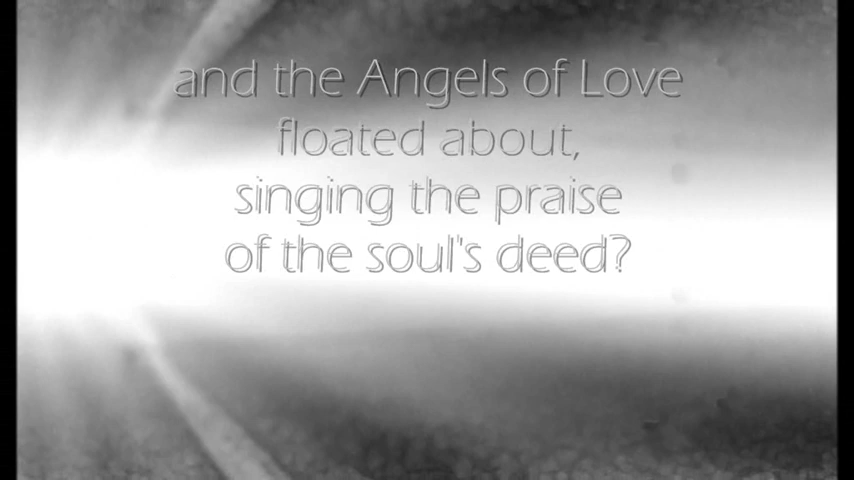 and the Angels of Love
floated about,
singing the praise
of the soul's deed?